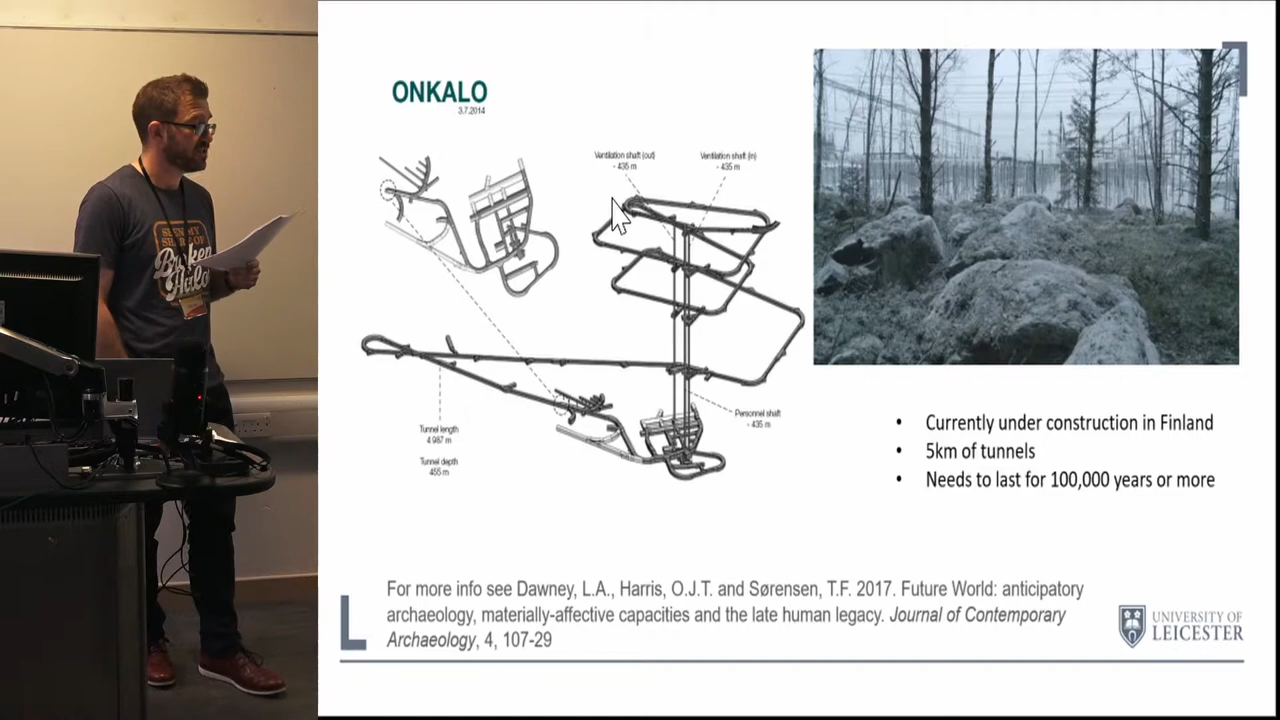 ONKALO
3.7.2014
Ventilation shaft (out)
- 435 m
Ventilation shaft (in)
- 435 m
Personnel shaft
- 435 m
Tunnel length
4 987 m
Tunnel depth
455 m
• Currently under construction in Finland
• 5km of tunnels
• Needs to last for 100,000 years or more
For more info see Dawney, L.A., Harris, O.J.T. and Sørensen, T.F. 2017. Future World: anticipatory
archaeology, materially-affective capacities and the late human legacy. Journal of Contemporary
Archaeology, 4, 107-29
UNIVERSITY OF
LEICESTER
Broken
Halo